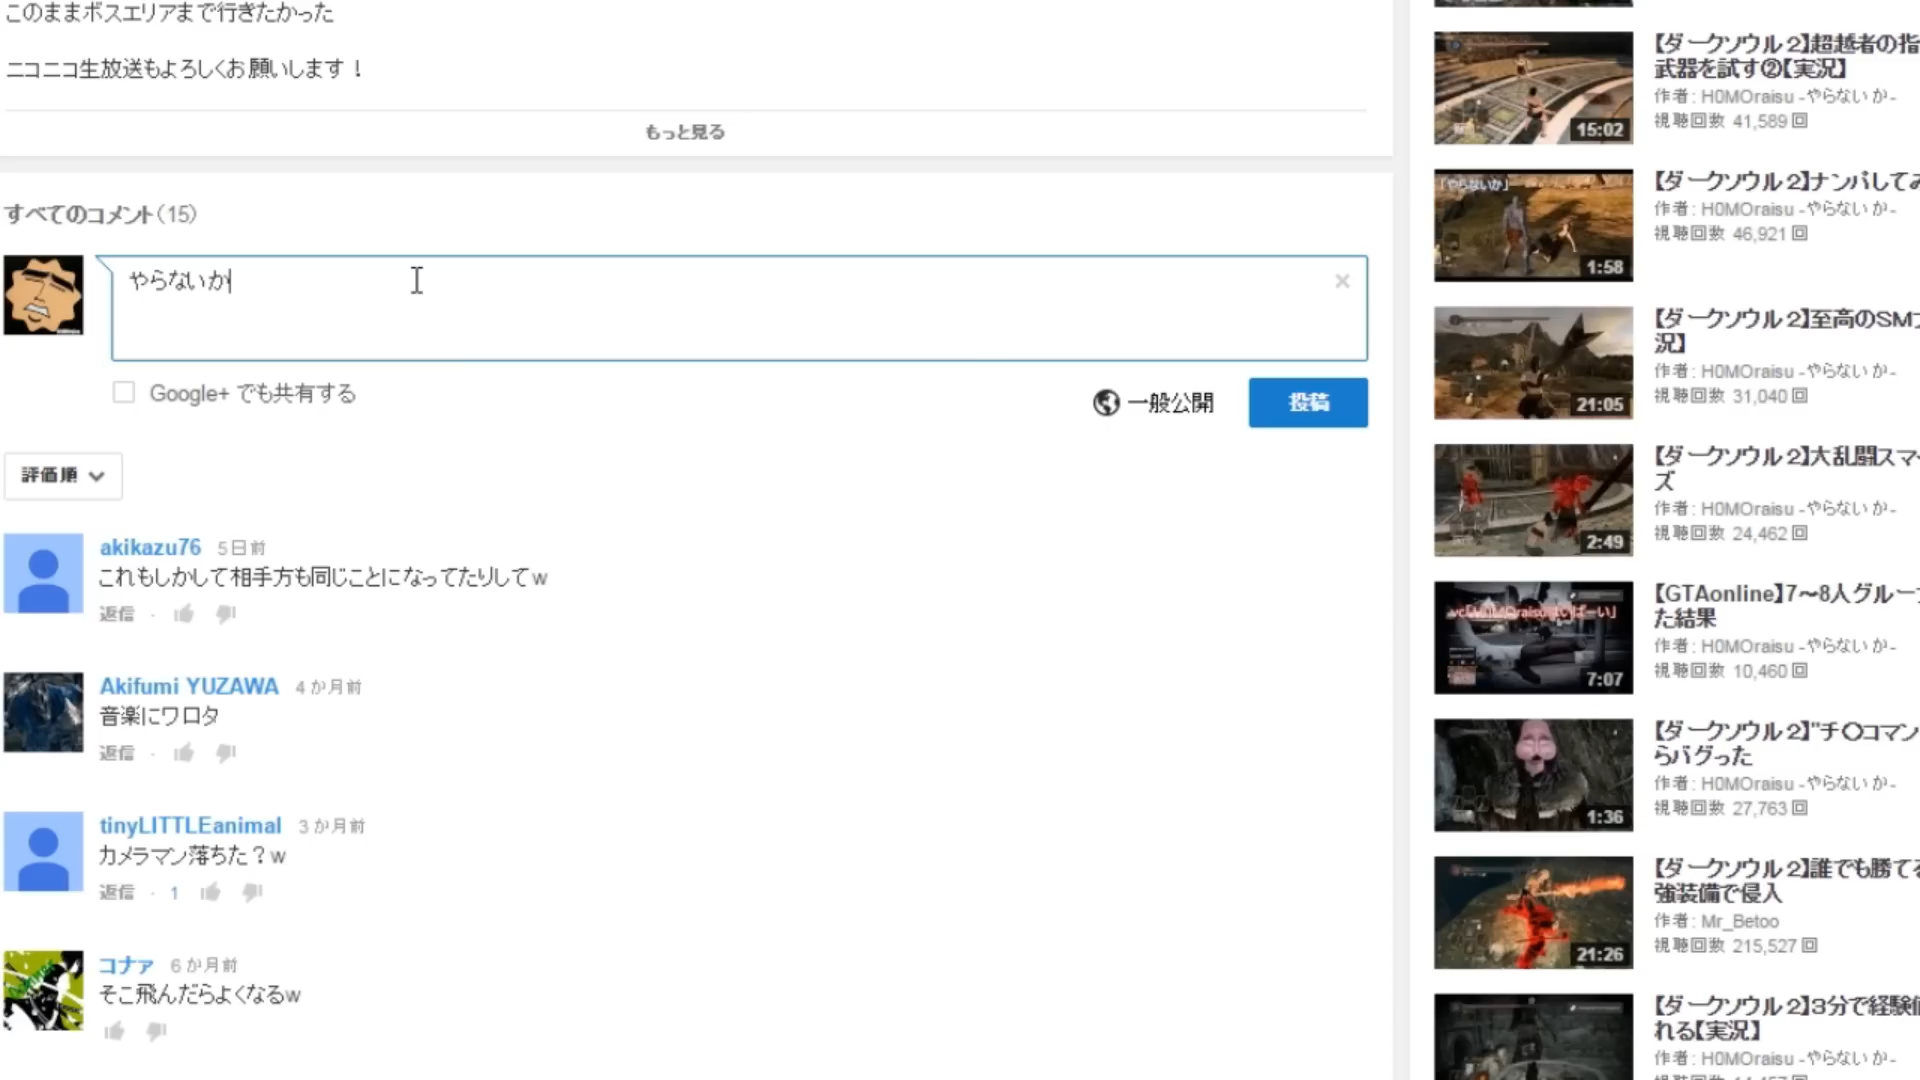 このままボスエリアまで行きたかった
ニコニコ生放送もよろしくお願いします！
もっと見る
すべてのコメント（15）
やらないか
Google+ でも共有する
一般公開
投稿
評価順
akikazu76 5日前
これもしかして相手方も同じことになってたりしてw
返信
Akifumi YUZAWA 4 か月前
音楽にワロタ
返信
tinyLITTLEanimal 3 か月前
カメラマン落ちた？w
返信 · 1
コナァ 6 か月前
そこ飛んだらよくなるw
【ダークソウル2】超越者の指
武器を試す②【実況】
作者: H0MOraisu -やらないか-
視聴回数 41,589 回
15:02
【ダークソウル2】ナンパしてみ
作者: H0MOraisu -やらないか-
視聴回数 46,921 回
「やらないか」
1:58
【ダークソウル2】至高のSM
況】
作者: H0MOraisu -やらないか-
視聴回数 31,040 回
21:05
【ダークソウル2】大乱闘スマ
ズ
作者: H0MOraisu -やらないか-
視聴回数 24,462 回
2:49
【GTAonline】7～8人グルー
た結果
作者: H0MOraisu -やらないか-
視聴回数 10,460 回
7:07
【ダークソウル2】"チ〇コマン
らバグった
作者: H0MOraisu -やらないか-
視聴回数 27,763 回
1:36
【ダークソウル2】誰でも勝てる
強装備で侵入
作者: Mr_Betoo
視聴回数 215,527 回
21:26
【ダークソウル2】3分で経験値
れる【実況】
作者: H0MOraisu -やらないか-